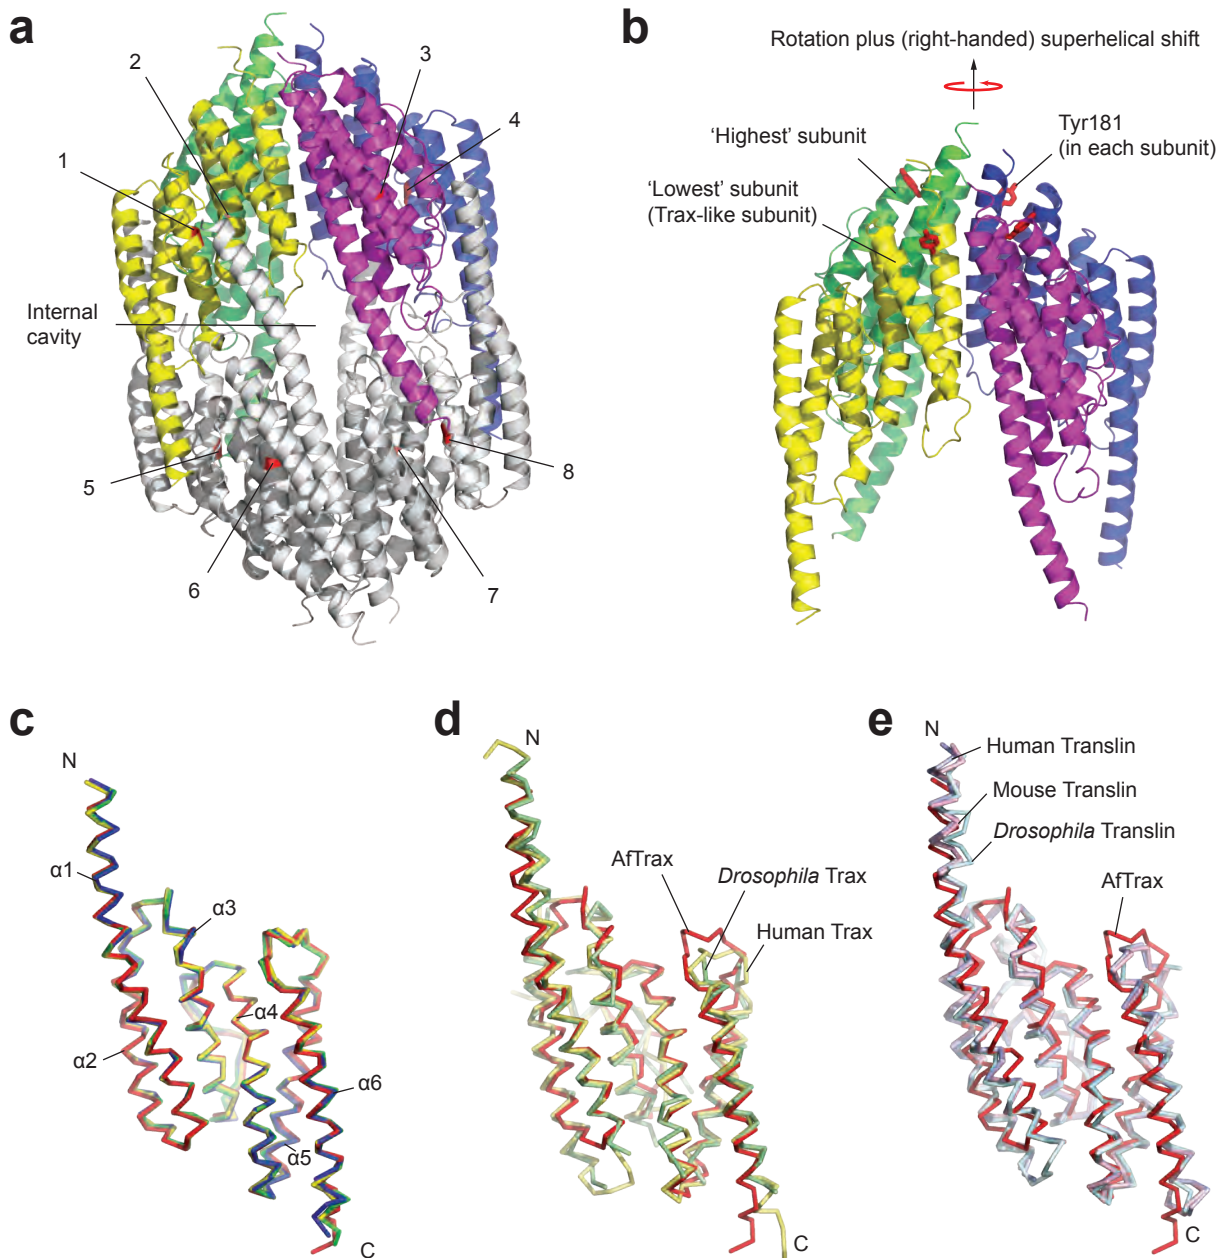 a
1
2
3
4
Internal
cavity
5
6
7
8
b
Rotation plus (right-handed) superhelical shift
'Highest' subunit
Tyr181
(in each subunit)
'Lowest' subunit
(Trax-like subunit)
c
N
α1
α3
α4
α2
α6
α5
C
d
N
AfTrax
Drosophila Trax
Human Trax
C
e
N
Human Translin
Mouse Translin
Drosophila Translin
AfTrax
C